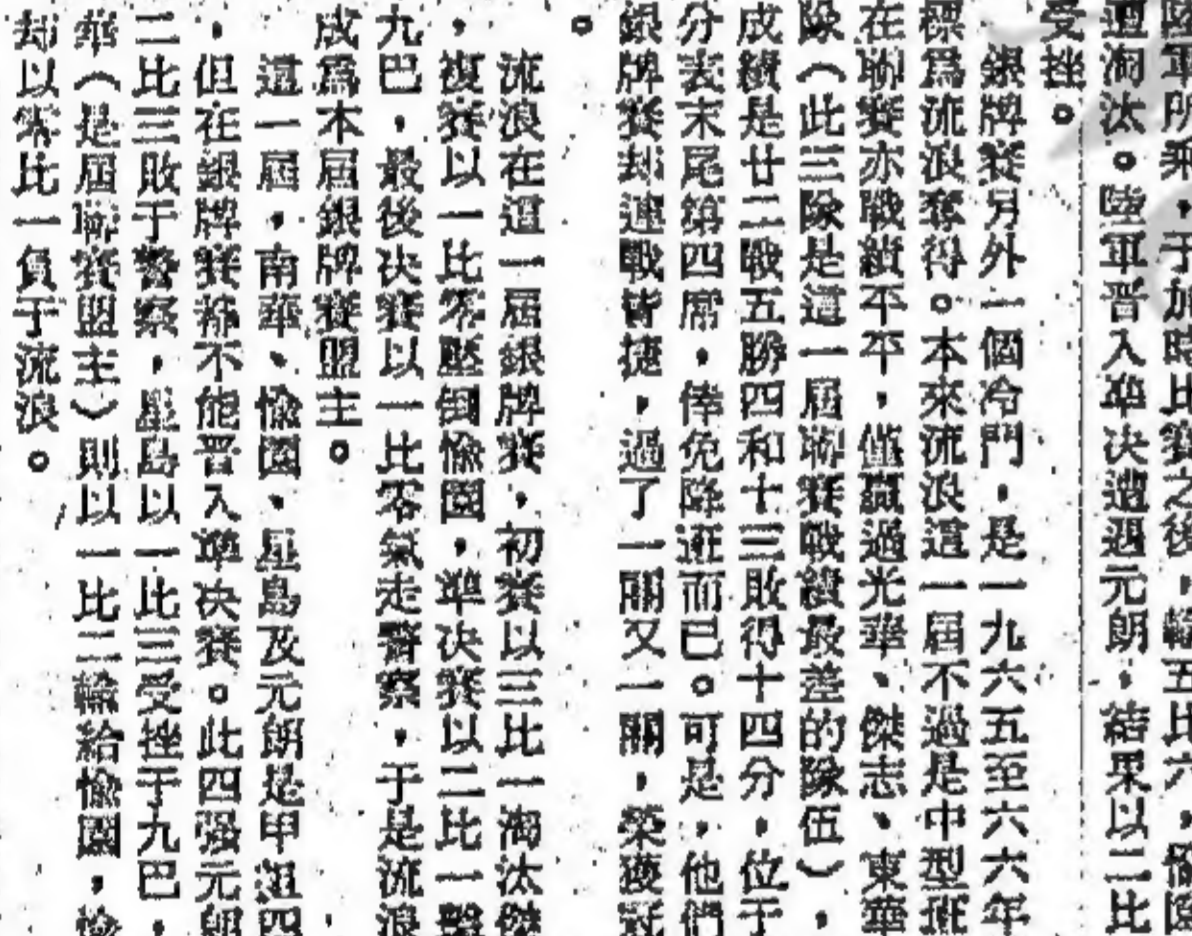 陸軍所乘，于加時比賽之後，輸五比六，
遭淘汰。陸軍晋入準决遭遇元朗，結果以二比
受挫。
銀牌賽另外一個冷門，是一九六五至六六年
標爲流浪奪得。本來流浪這一屆不過是中型班
在聯賽亦戰績平平，僅贏過光華、傑志、東華
隊（此三隊是這一屆聯賽戰績最差的隊伍），
成績是廿二戰五勝四和十三敗得十四分，位于
分表末尾第四席，倖免降班而已。可是，他們
銀牌賽却連戰皆捷，過了一關又一關，榮獲冠
。
流浪在這一屆銀牌賽，初賽以三比一淘汰傑
，複賽以一比零壓倒愉園，準决賽以二比一擊
九巴，最後决賽以一比零氣走警察，于是流浪
成爲本屆銀牌賽盟主。
這一屆，南華、愉園、星島及元朗是甲組四
，但在銀牌賽都不能晋入準决賽。此四强元朗
二比三敗于警察，星島以一比三受挫于九巴，
華（是屆聯賽盟主）則以一比二輸給愉園，愉
却以零比一負于流浪。